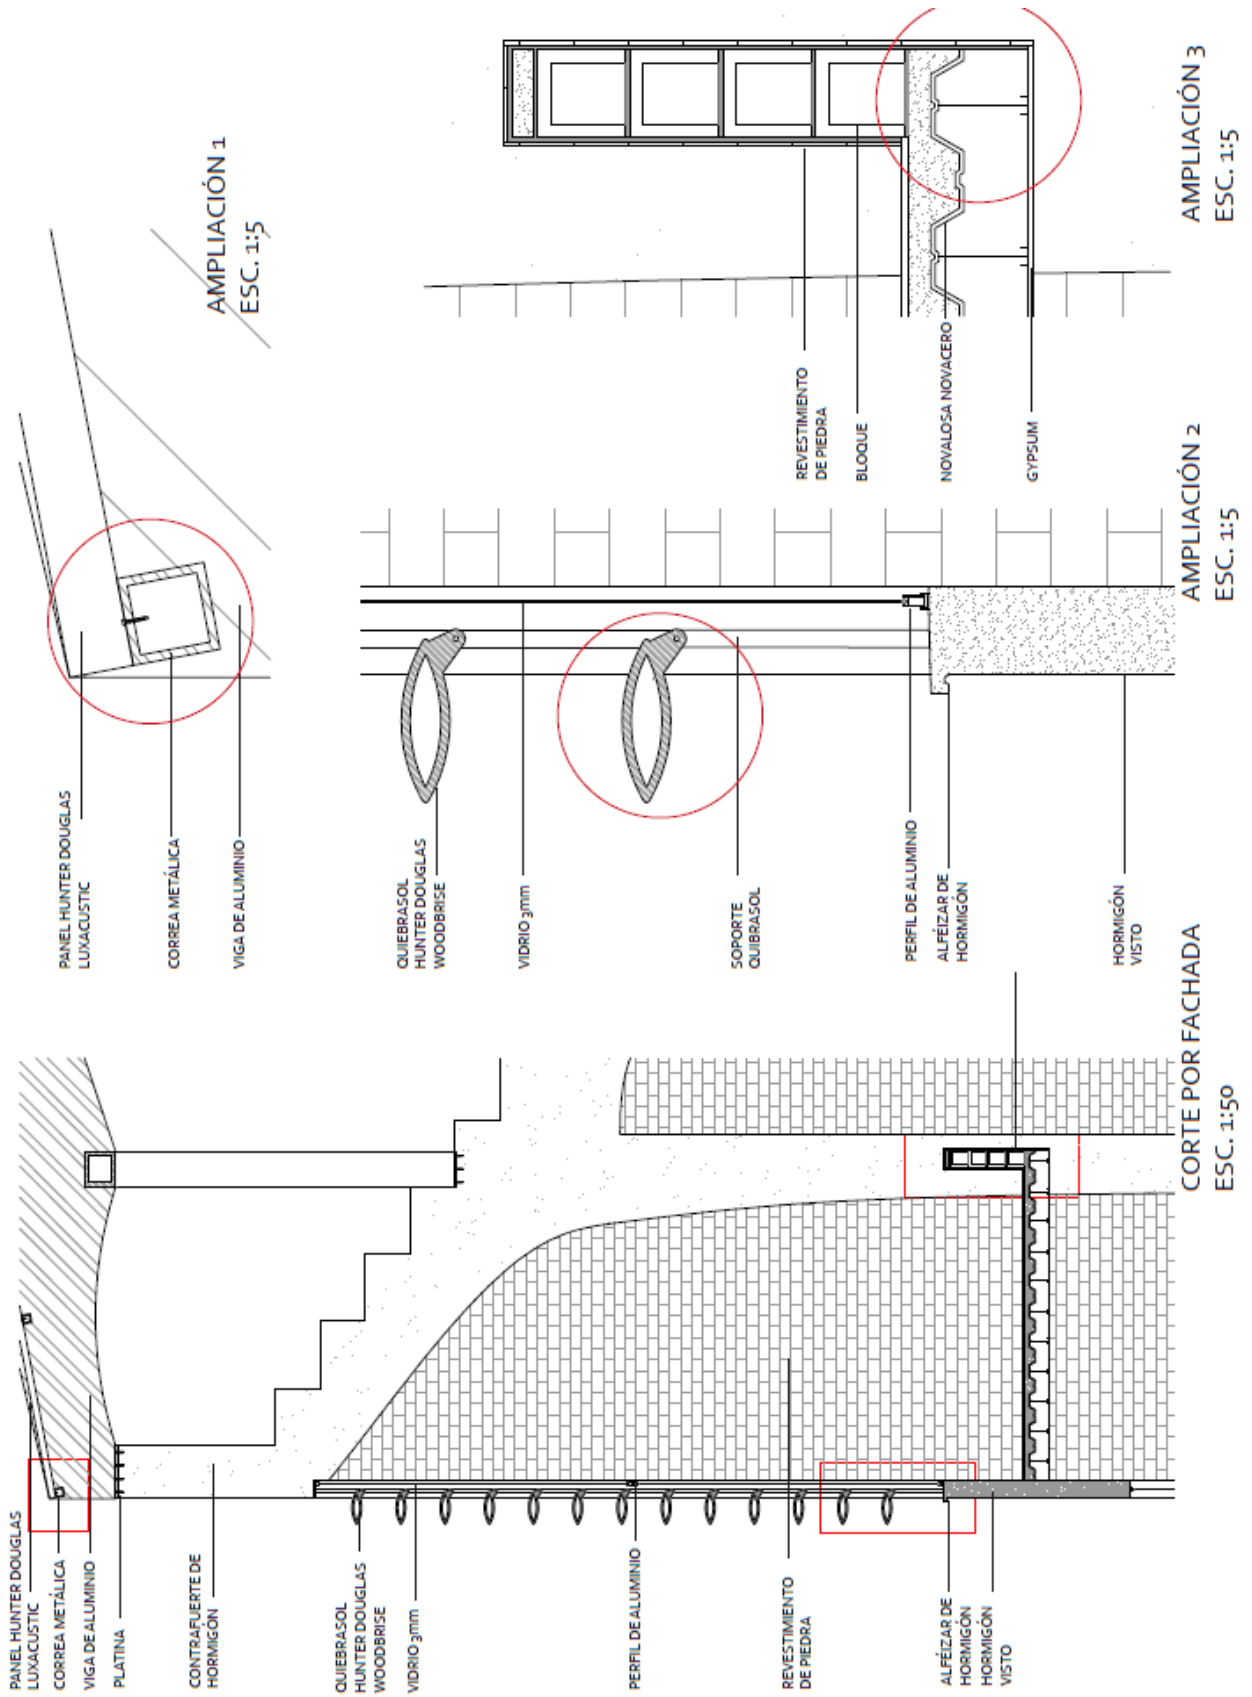 PANEL HUNTER DOUGLAS
LUXACUSTIC
CORREA METÁLICA
VIGA DE ALUMINIO
PLATINA
CONTRAFUERTE DE
HORMIGÓN
QUIEBRASOL
HUNTER DOUGLAS
WOODBRISE
VIDRIO 3mm
PERFIL DE ALUMINIO
REVESTIMIENTO
DE PIEDRA
ALFÉIZAR DE
HORMIGÓN
HORMIGÓN
VISTO
CORTE POR FACHADA
ESC. 1:50
PANEL HUNTER DOUGLAS
LUXACUSTIC
CORREA METÁLICA
VIGA DE ALUMINIO
AMPLIACIÓN 1
ESC. 1:5
QUIEBRASOL
HUNTER DOUGLAS
WOODBRISE
VIDRIO 3mm
SOPORTE
QUIBRASOL
PERFIL DE ALUMINIO
ALFÉIZAR DE
HORMIGÓN
HORMIGÓN
VISTO
AMPLIACIÓN 2
ESC. 1:5
REVESTIMIENTO
DE PIEDRA
BLOQUE
NOVALOSA NOVACERO
GYPSUM
AMPLIACIÓN 3
ESC. 1:5